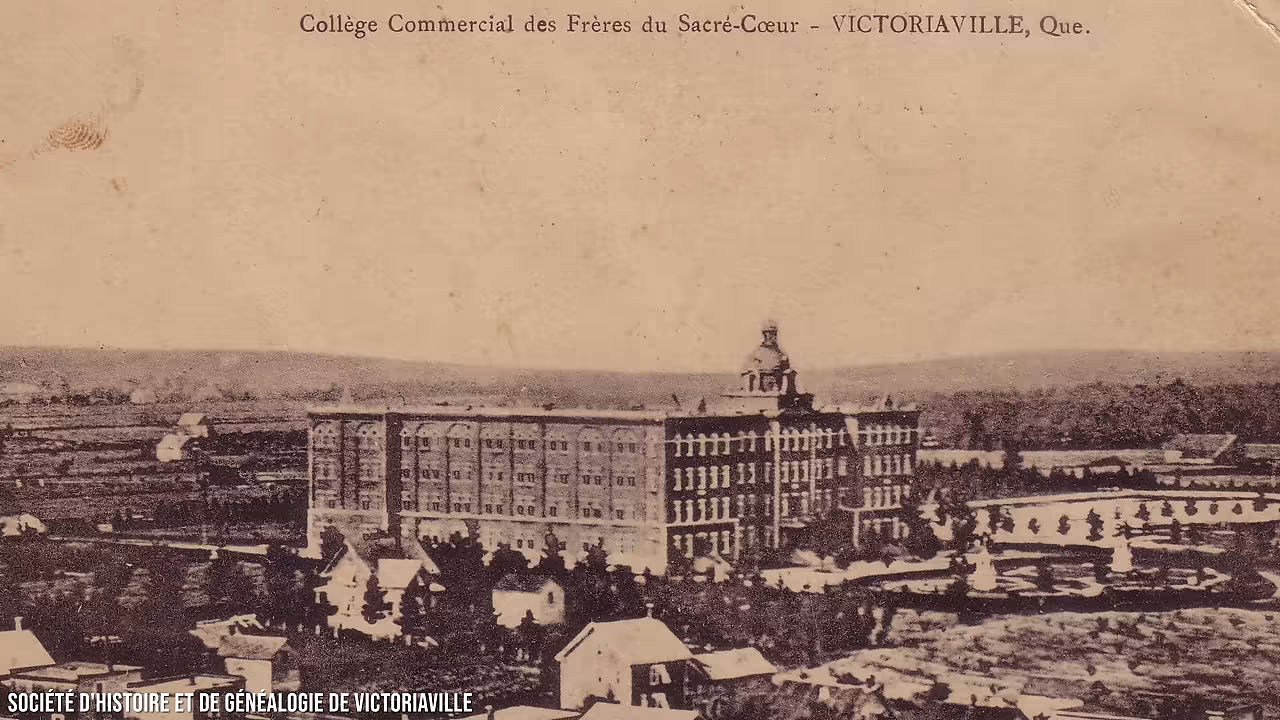 Collège Commercial des Frères du Sacré-Cœur - VICTORIAVILLE, Que.
SOCIÉTÉ D'HISTOIRE ET DE GÉNÉALOGIE DE VICTORIAVILLE